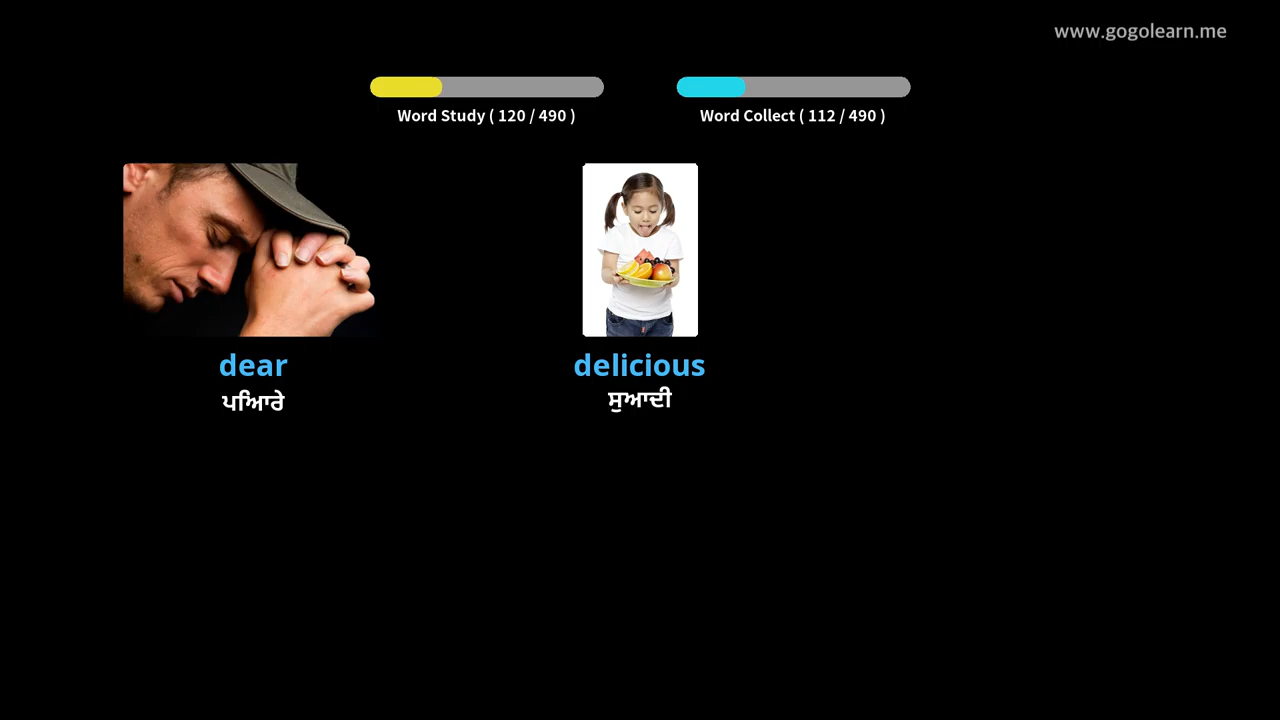 www.gogolearn.me
Word Study ( 120 / 490 )
Word Collect ( 112 / 490 )
dear
delicious
ਪਿਆਰੇ
ਸੁਆਦੀ